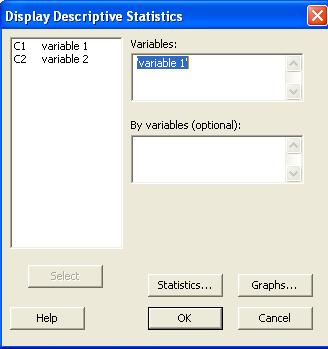 Display Descriptive Statistics
C1 variable 1
C2 variable 2
Variables:
'variable 1'
By variables (optional):
Select
Statistics...
Graphs...
Help
OK
Cancel